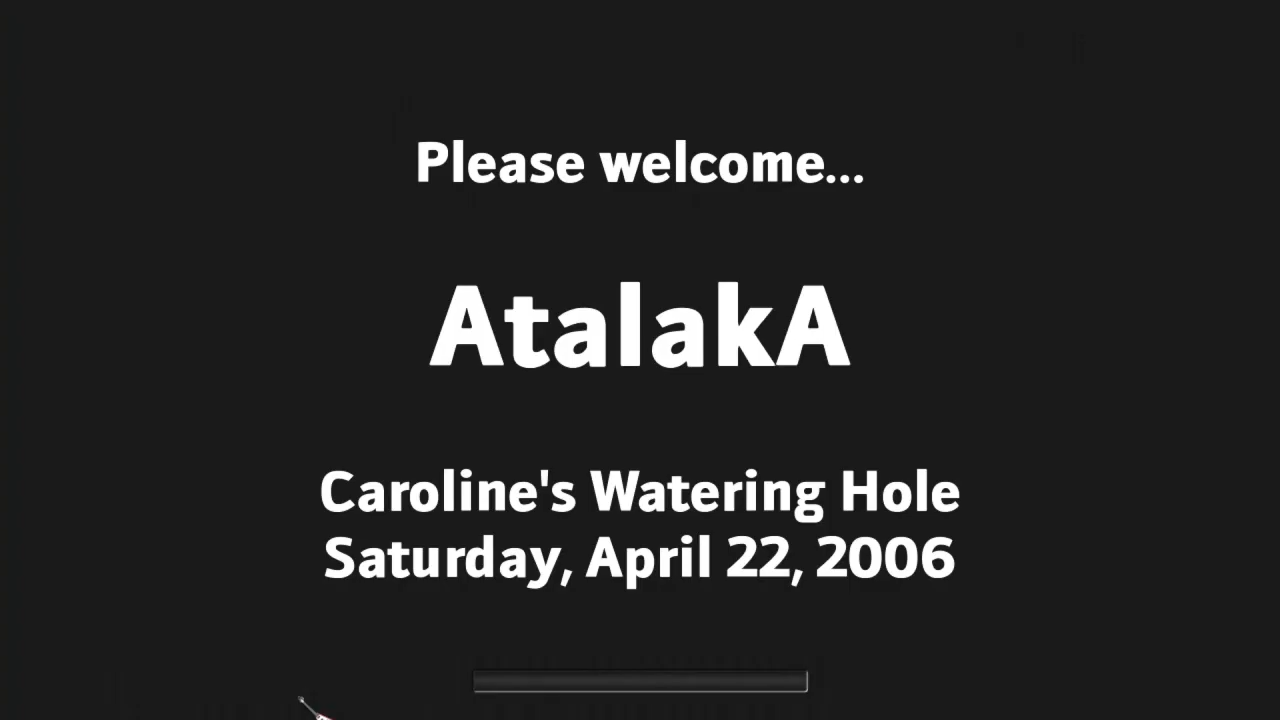 Please welcome...
AtalakA
Caroline's Watering Hole
Saturday, April 22, 2006